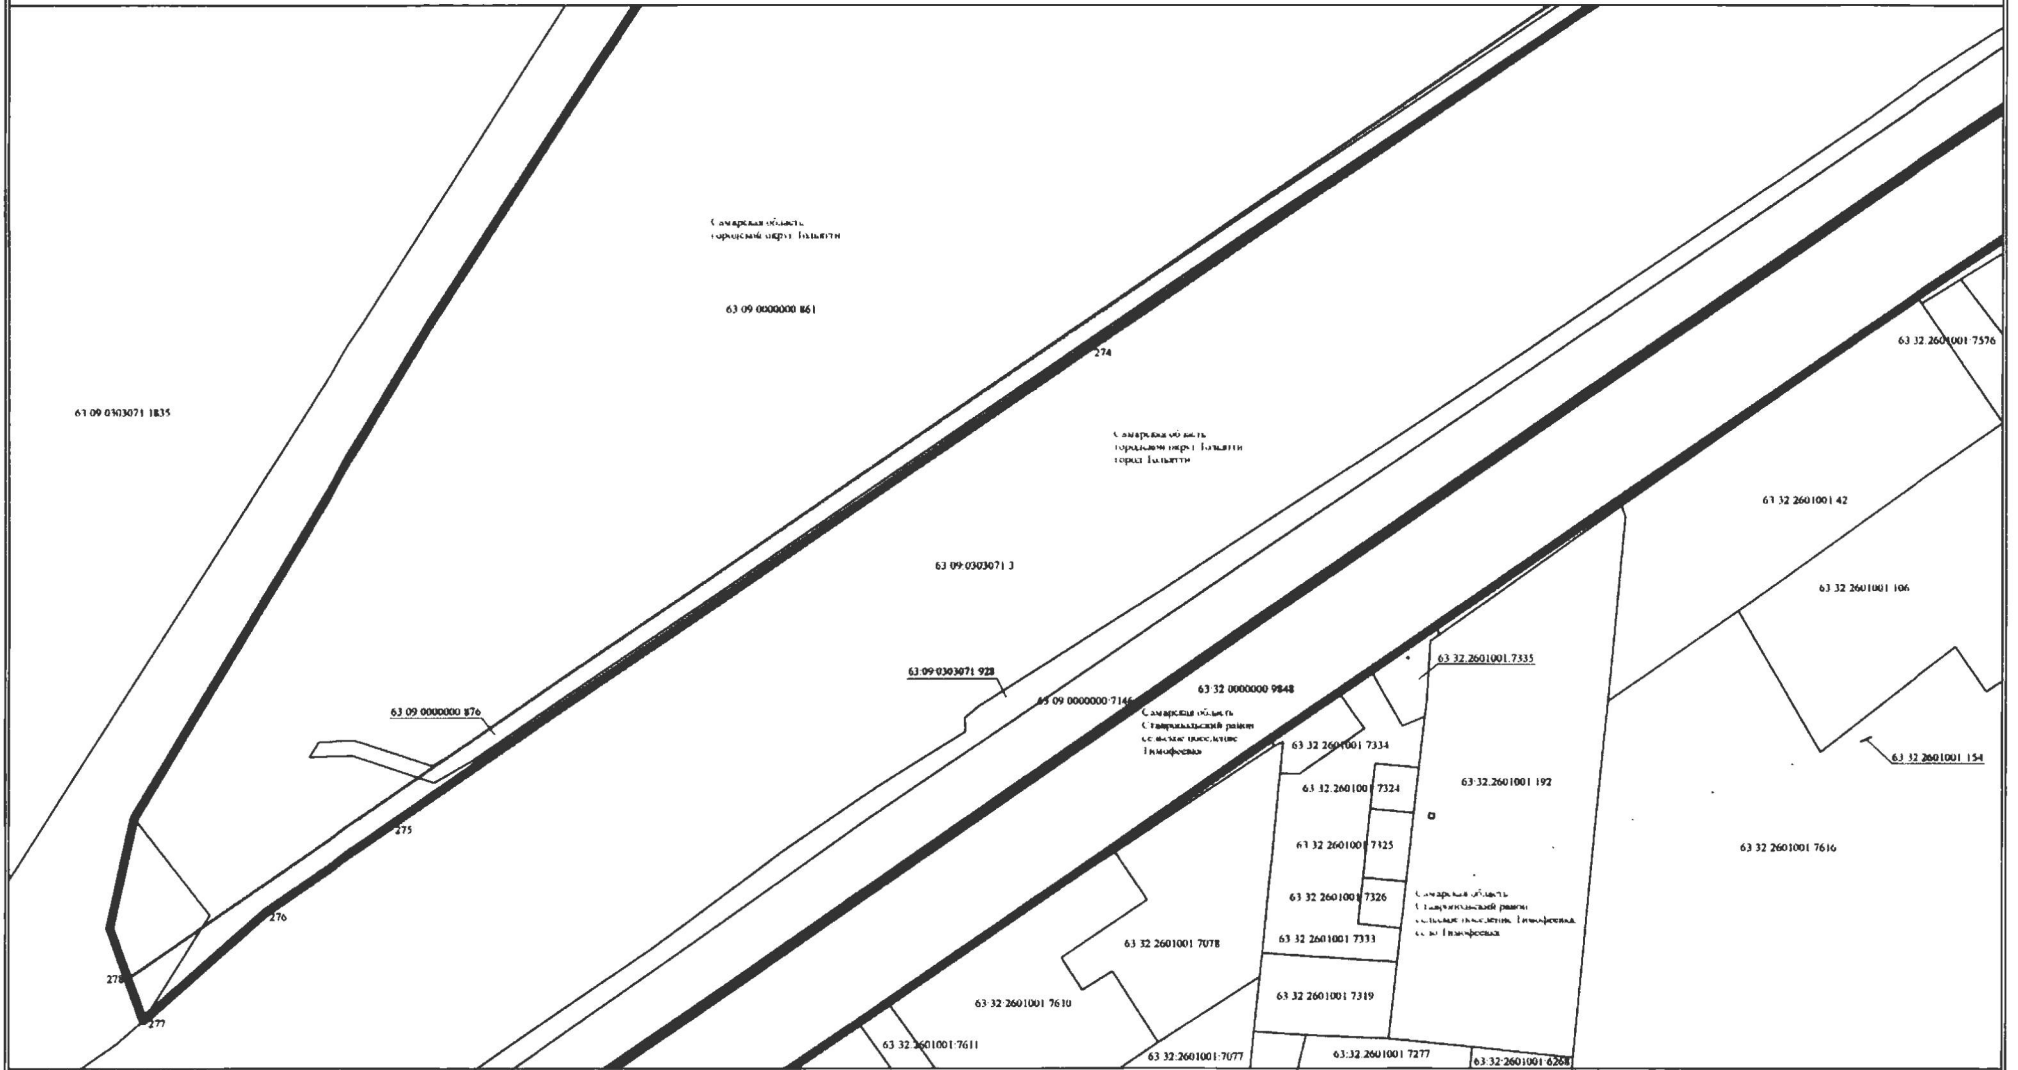 Самарская область
городской округ Тольятти
63 09 0000000 861
274
63 32.2601001·7576
63 09 0303071 1835
Самарская область
городской округ Тольятти
город Тольятти
63 32 2601001 42
63 09:0303071 3
63 32 2601001 106
63 32.2601001.7335
63:09:0303071 928
63 09 0000000·7146
63:32 0000000 9848
63 09 0000000 876
Самарская область
Ставропольский район
сельское поселение
Тимофеевка
63 32 2601001 7334
63 32 2601001 154
63:32.2601001 192
63 32.2601001 7324
275
63 32 2601001 7325
63 32 2601001 7616
63 32 2601001 7326
Самарская область
Ставропольский район
сельское поселение Тимофеевка
село Тимофеевка
276
63 32 2601001 7078
63 32 2601001 7333
278
63 32 2601001 7319
63·32·2601001 7610
277
63 32.2601001:7611
63 32·2601001:7077
63:32.2601001 7277
63:32:2601001·6268